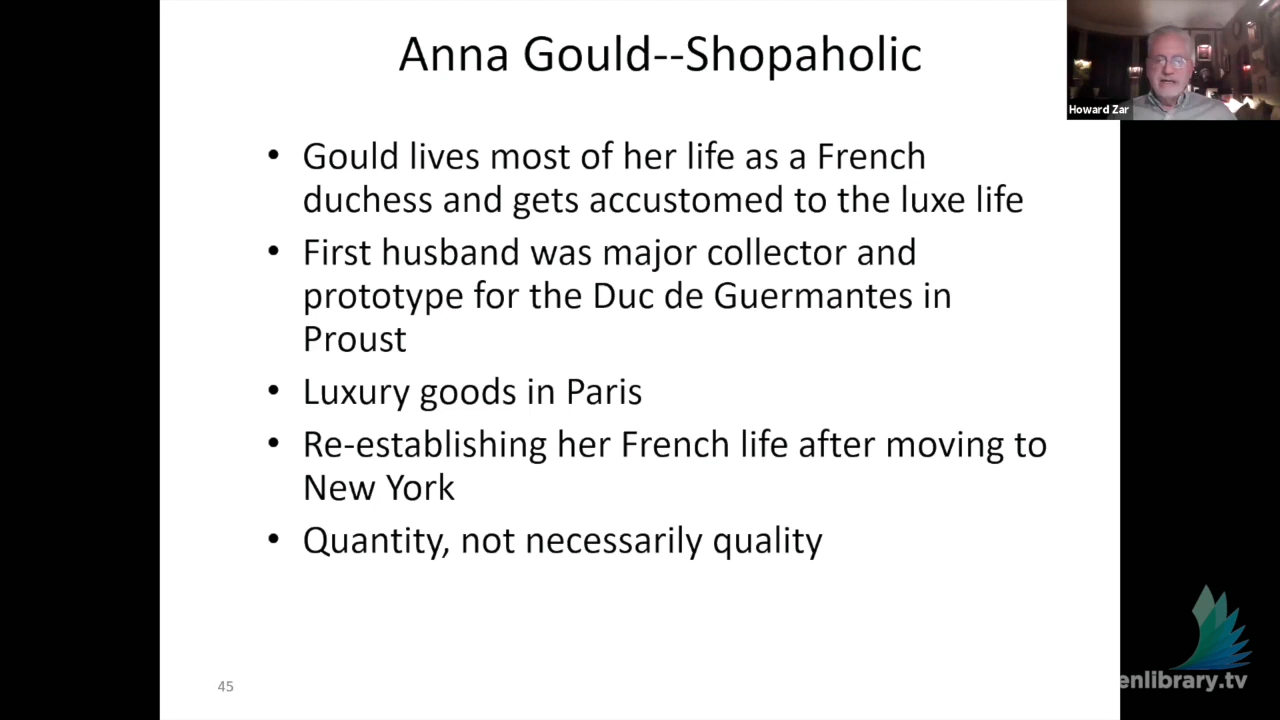 Anna Gould--Shopaholic
Howard Zar
• Gould lives most of her life as a French
duchess and gets accustomed to the luxe life
• First husband was major collector and
prototype for the Duc de Guermantes in
Proust
• Luxury goods in Paris
• Re-establishing her French life after moving to
New York
• Quantity, not necessarily quality
45
enlibrary.tv